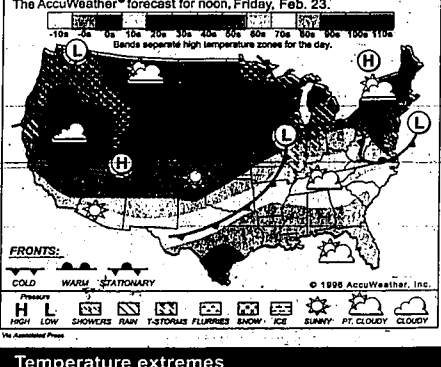 The AccuWeather® forecast for noon, Friday, Feb. 23.
-10s -0s 0s 10s 20s 30s 40s 50s 60s 70s 80s 90s 100s 110s
Bands separate high temperature zones for the day.
L
H
L
L
H
FRONTS:
COLD WARM STATIONARY
© 1996 AccuWeather, Inc.
Pressure
H L
HIGH LOW SHOWERS RAIN T-STORMS FLURRIES SNOW ICE SUNNY PT. CLOUDY CLOUDY
Via Associated Press
Temperature extremes